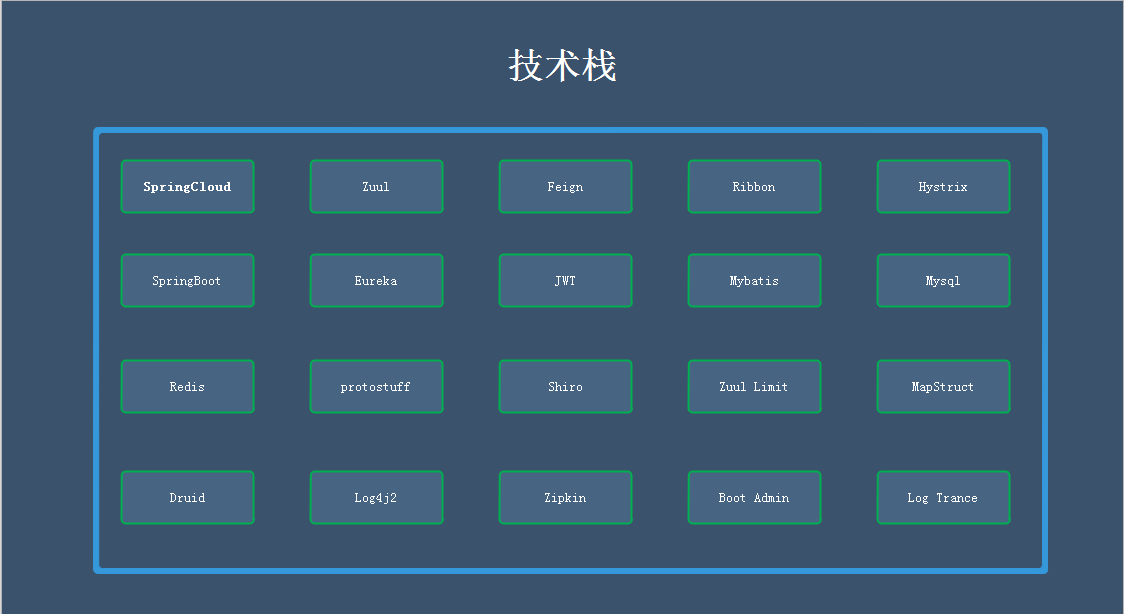 技术栈
SpringCloud Zuul Feign Ribbon Hystrix
SpringBoot Eureka JWT Mybatis Mysql
Redis protostuff Shiro Zuul Limit MapStruct
Druid Log4j2 Zipkin Boot Admin Log Trance